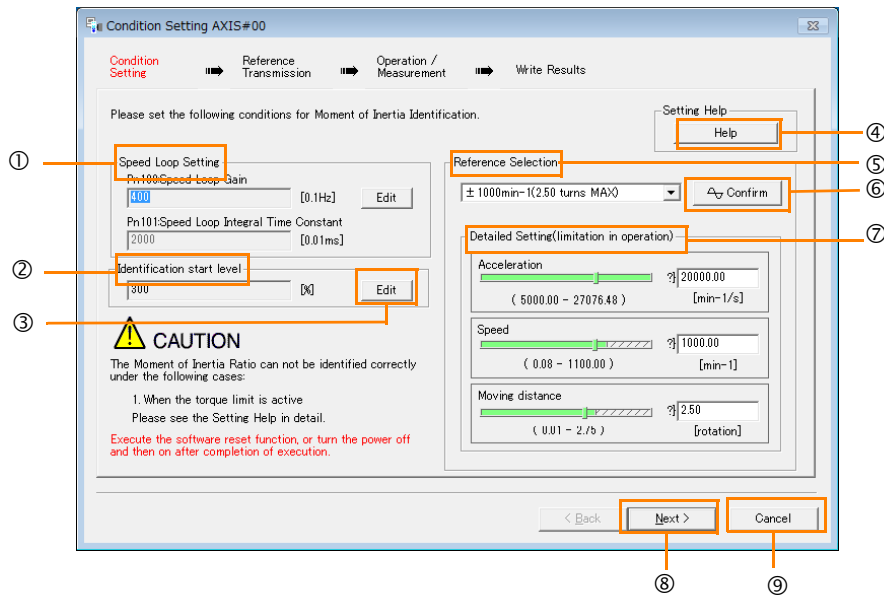 Condition Setting AXIS#00
Condition Setting
Reference Transmission
Operation / Measurement
Write Results
Please set the following conditions for Moment of Inertia Identification.
Setting Help
Help
④
①
Speed Loop Setting
Pn100:Speed Loop Gain
400
[0.1Hz]
Edit
Pn101:Speed Loop Integral Time Constant
2000
[0.01ms]
②
Identification start level
300
[%]
Edit
③
CAUTION
The Moment of Inertia Ratio can not be identified correctly
under the following cases:
1. When the torque limit is active
Please see the Setting Help in detail.
Execute the software reset function, or turn the power off
and then on after completion of execution.
Reference Selection
⑤
± 1000min-1(2.50 turns MAX)
Confirm
⑥
Detailed Setting(limitation in operation)
⑦
Acceleration
?} 20000.00
( 5000.00 - 27076.48 )
[min-1/s]
Speed
?} 1000.00
( 0.08 - 1100.00 )
[min-1]
Moving distance
?} 2.50
( 0.01 - 2.75 )
[rotation]
< Back
Next >
Cancel
⑧
⑨